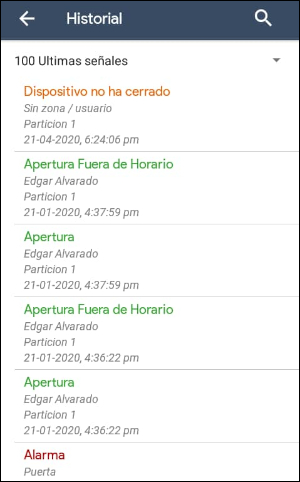 Historial
100 Ultimas señales
Dispositivo no ha cerrado
Sin zona / usuario
Particion 1
21-04-2020, 6:24:06 pm
Apertura Fuera de Horario
Edgar Alvarado
Particion 1
21-01-2020, 4:37:59 pm
Apertura
Edgar Alvarado
Particion 1
21-01-2020, 4:37:59 pm
Apertura Fuera de Horario
Edgar Alvarado
Particion 1
21-01-2020, 4:36:22 pm
Apertura
Edgar Alvarado
Particion 1
21-01-2020, 4:36:22 pm
Alarma
Puerta